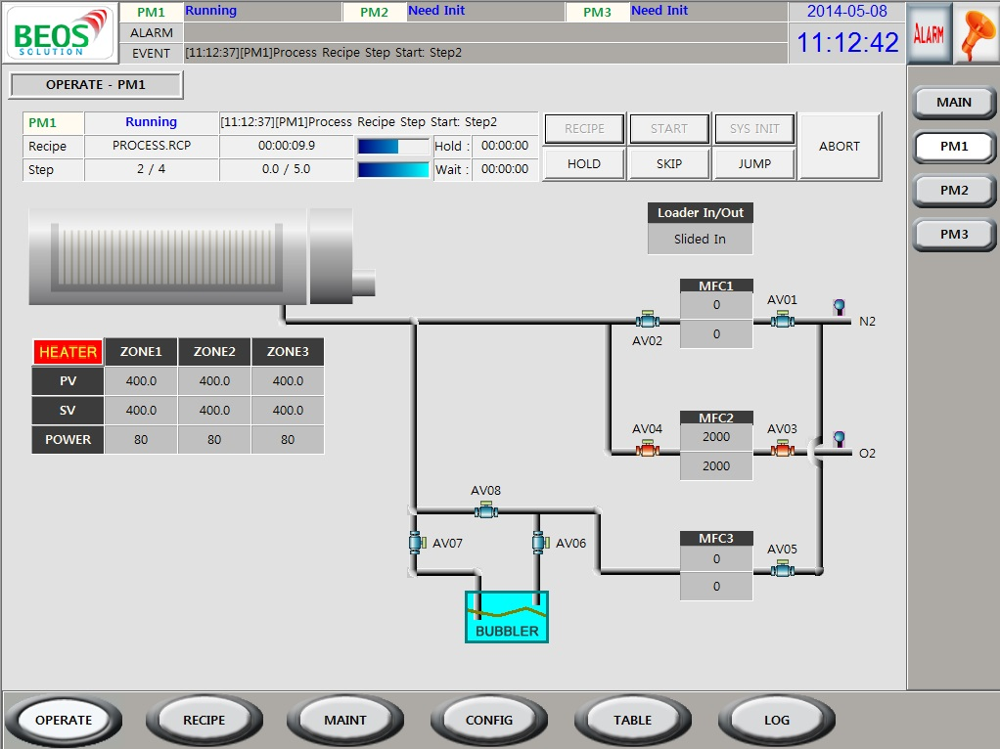 BEOS
SOLUTION
PM1 Running PM2 Need Init PM3 Need Init 2014-05-08
ALARM
EVENT [11:12:37][PM1]Process Recipe Step Start: Step2 11:12:42
ALARM
OPERATE - PM1
PM1 Running [11:12:37][PM1]Process Recipe Step Start: Step2
Recipe PROCESS.RCP 00:00:09.9 Hold : 00:00:00
Step 2 / 4 0.0 / 5.0 Wait : 00:00:00
RECIPE START SYS INIT
HOLD SKIP JUMP
ABORT
MAIN
PM1
PM2
PM3
Loader In/Out
Slided In
MFC1
0
0
AV01
AV02
N2
HEATER ZONE1 ZONE2 ZONE3
PV 400.0 400.0 400.0
SV 400.0 400.0 400.0
POWER 80 80 80
MFC2
2000
2000
AV04
AV03
O2
AV08
AV07
AV06
MFC3
0
0
AV05
BUBBLER
OPERATE RECIPE MAINT CONFIG TABLE LOG